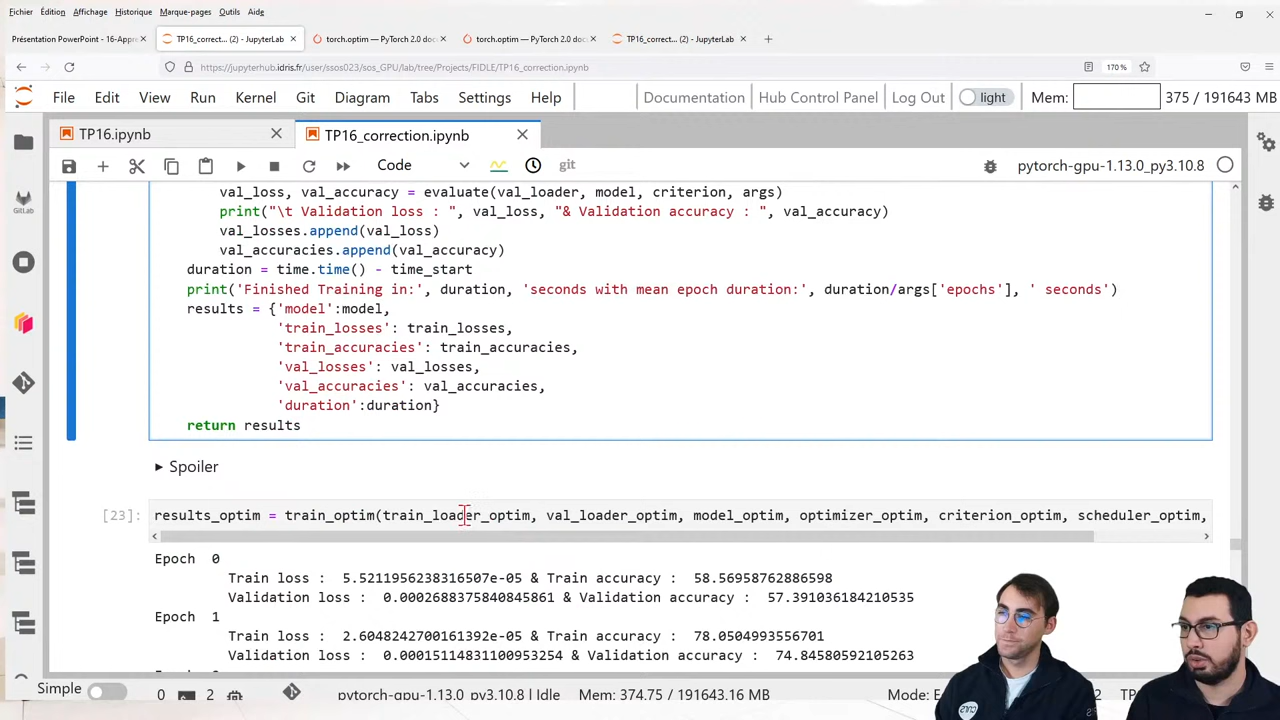 Fichier Édition Affichage Historique Marque-pages Outils Aide
Présentation PowerPoint - 16-Appre
TP16_correct... (2) - JupyterLab
torch.optim — PyTorch 2.0 doc
torch.optim — PyTorch 2.0 doc
TP16_correct... (2) - JupyterLab
https://jupyterhub.idris.fr/user/ssos023/sos_GPU/lab/tree/Projects/FIDLE/TP16_correction.ipynb
170 %
File Edit View Run Kernel Git Diagram Tabs Settings Help
Documentation Hub Control Panel Log Out light Mem: 375 / 191643 MB
TP16.ipynb
TP16_correction.ipynb
Code git pytorch-gpu-1.13.0_py3.10.8
GitLab
val_loss, val_accuracy = evaluate(val_loader, model, criterion, args)
print("\t Validation loss : ", val_loss, "& Validation accuracy : ", val_accuracy)
val_losses.append(val_loss)
val_accuracies.append(val_accuracy)
duration = time.time() - time_start
print('Finished Training in:', duration, 'seconds with mean epoch duration:', duration/args['epochs'], ' seconds')
results = {'model':model,
'train_losses': train_losses,
'train_accuracies': train_accuracies,
'val_losses': val_losses,
'val_accuracies': val_accuracies,
'duration':duration}
return results
Spoiler
[23]: results_optim = train_optim(train_loader_optim, val_loader_optim, model_optim, optimizer_optim, criterion_optim, scheduler_optim,
Epoch 0
Train loss : 5.5211956238316507e-05 & Train accuracy : 58.56958762886598
Validation loss : 0.0002688375840845861 & Validation accuracy : 57.391036184210535
Epoch 1
Train loss : 2.6048242700161392e-05 & Train accuracy : 78.0504993556701
Validation loss : 0.00015114831100953254 & Validation accuracy : 74.84580592105263
Simple 0 2 pytorch-gpu-1.13.0_py3.10.8 | Idle Mem: 374.75 / 191643.16 MB Mode: